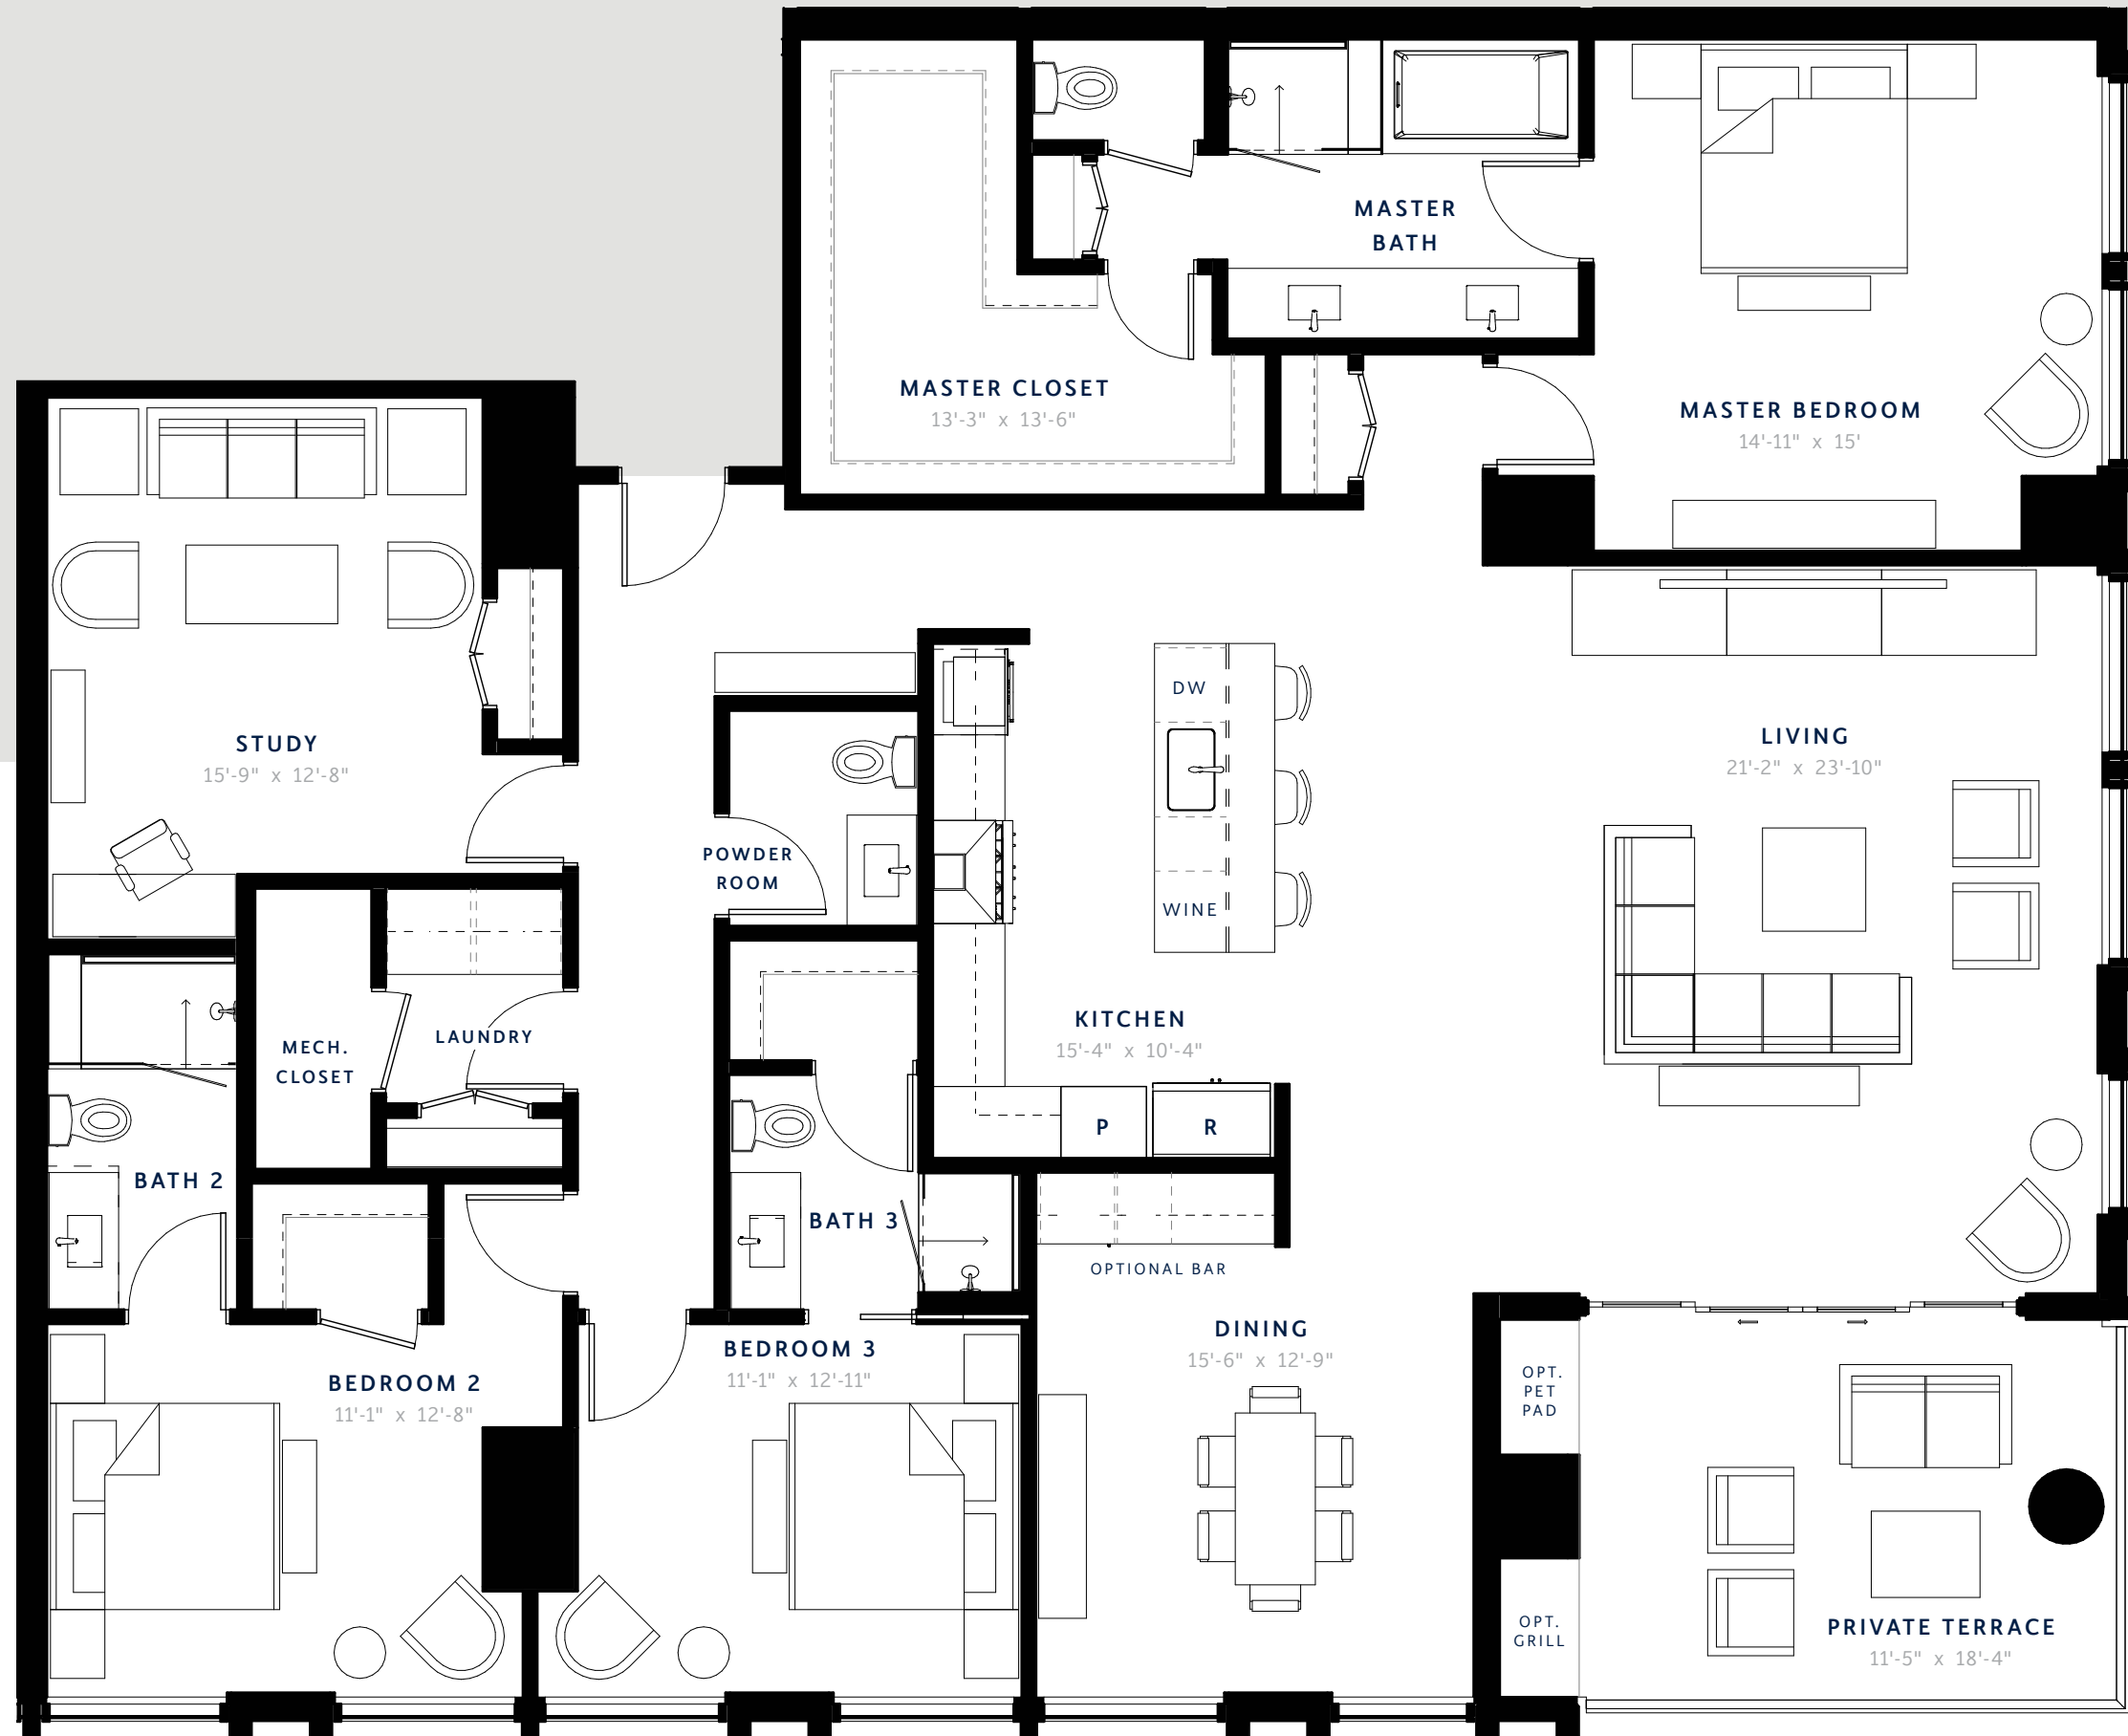 MASTER
BATH
MASTER CLOSET
13'-3" x 13'-6"
MASTER BEDROOM
14'-11" x 15'
STUDY
15'-9" x 12'-8"
DW
LIVING
21'-2" x 23'-10"
POWDER
ROOM
WINE
KITCHEN
15'-4" x 10'-4"
MECH.
CLOSET
LAUNDRY
P
R
BATH 2
BATH 3
OPTIONAL BAR
DINING
15'-6" x 12'-9"
BEDROOM 3
11'-1" x 12'-11"
BEDROOM 2
11'-1" x 12'-8"
OPT.
PET
PAD
OPT.
GRILL
PRIVATE TERRACE
11'-5" x 18'-4"